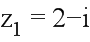 z₁ = 2−i